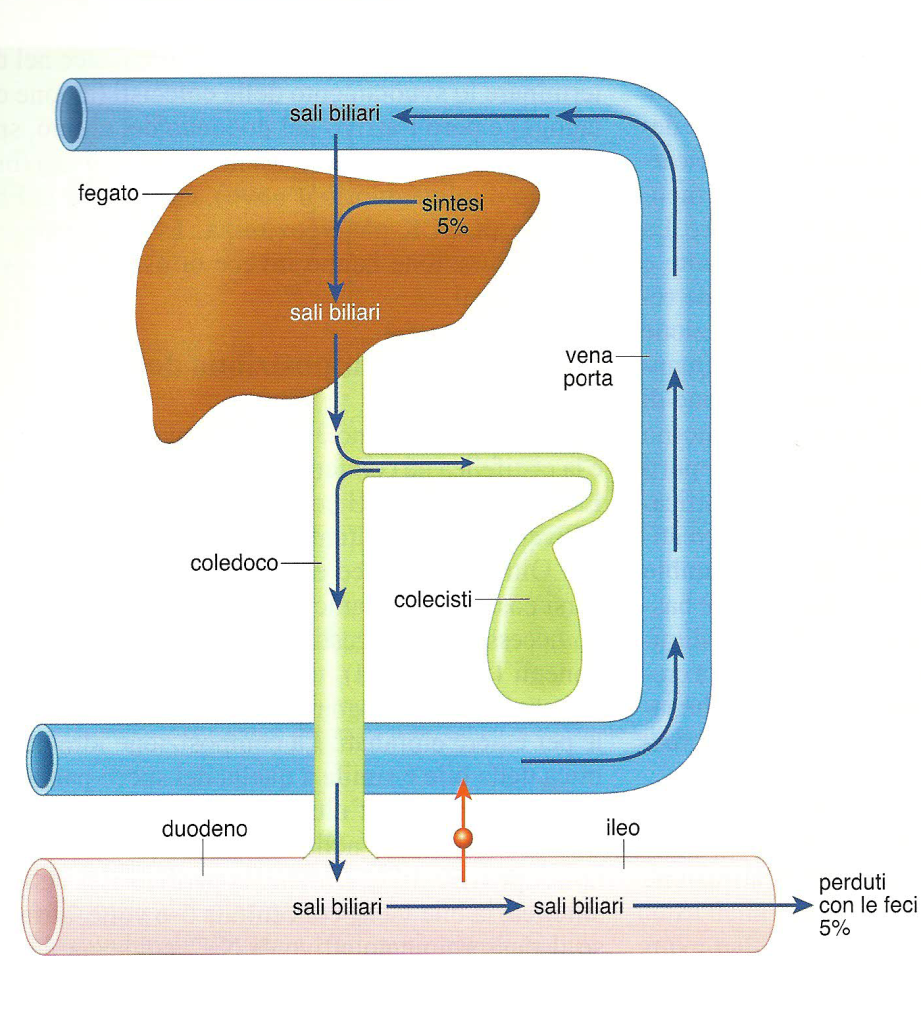 sali biliari
fegato
sintesi
5%
sali biliari
vena
porta
coledoco
colecisti
duodeno
ileo
sali biliari
sali biliari
perduti
con le feci
5%